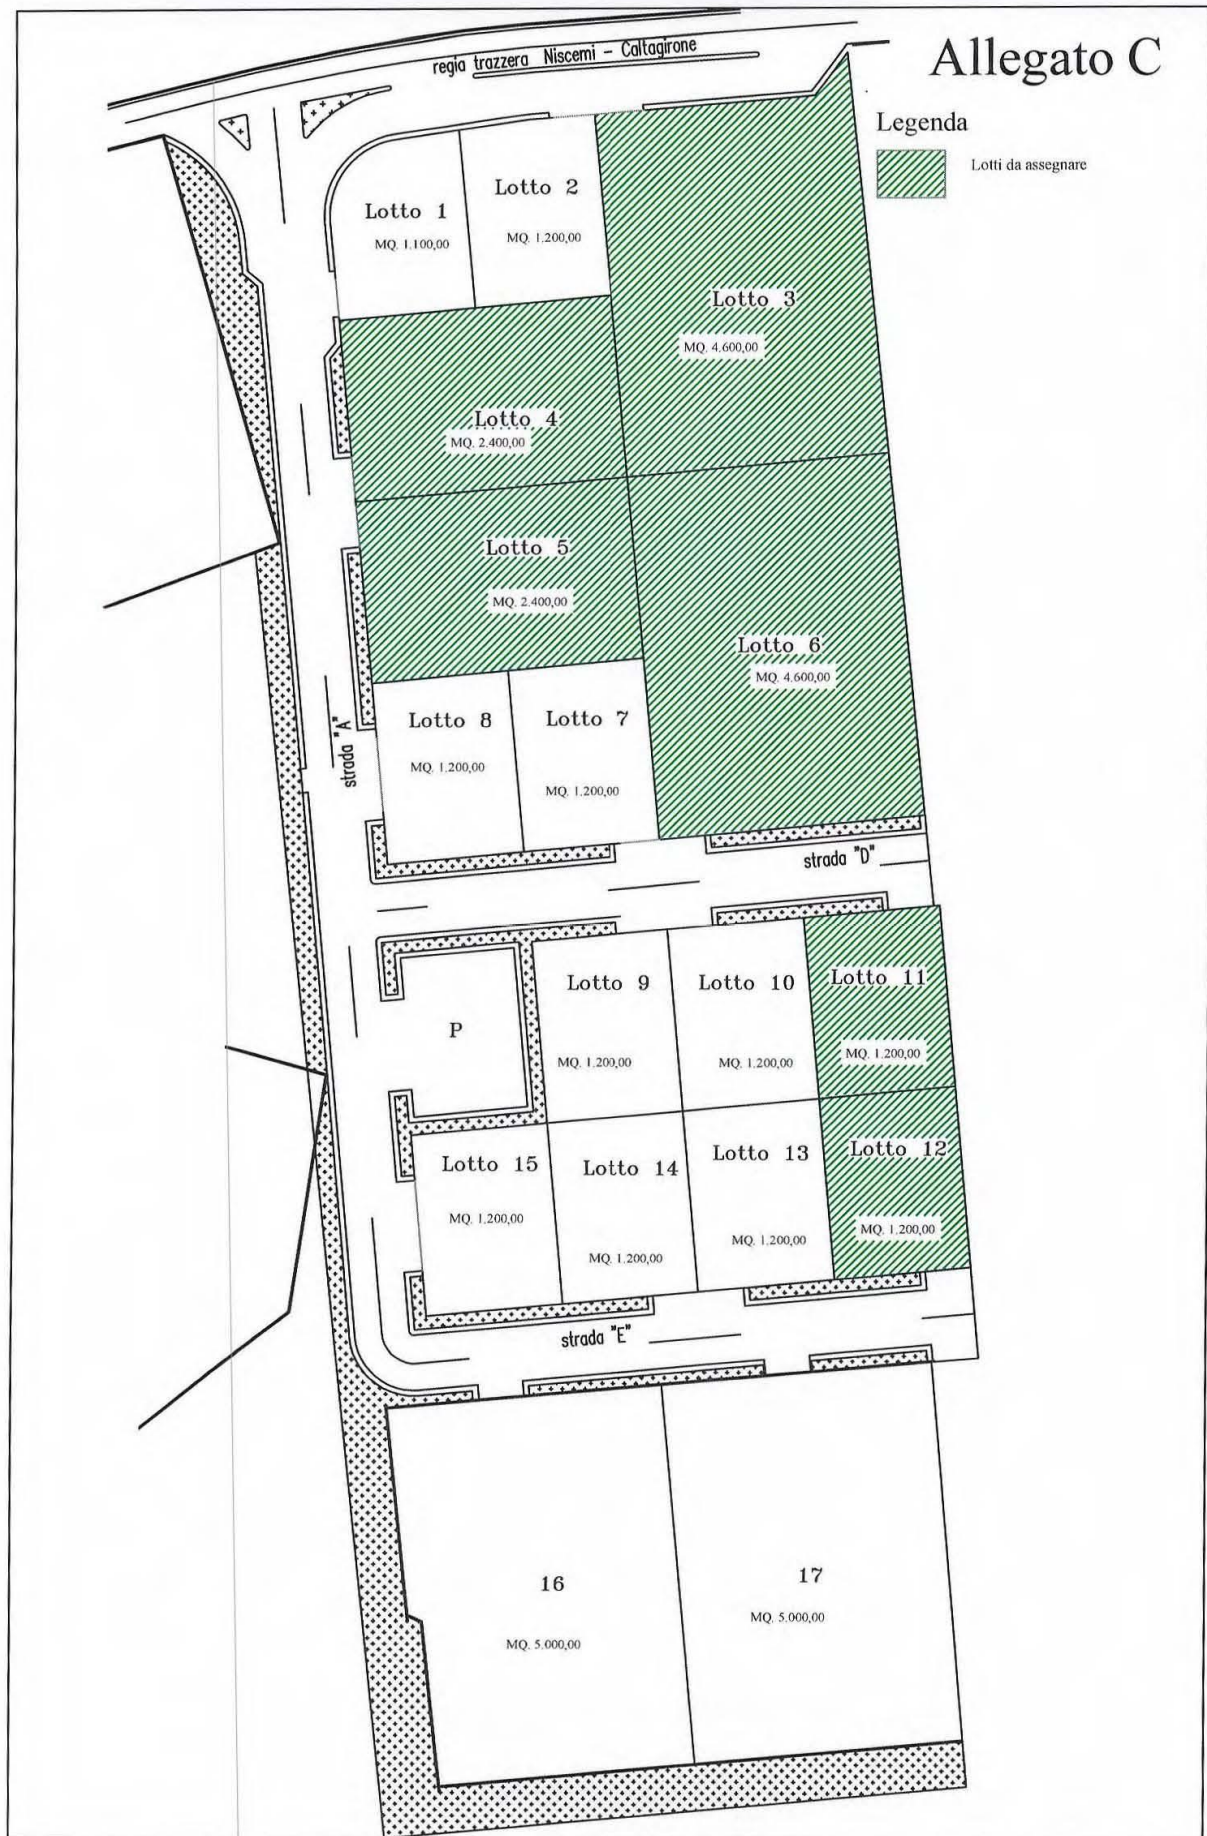 regia trazzera Niscemi - Caltagirone
Allegato C
Legenda
Lotti da assegnare
Lotto 1
MQ. 1.100,00
Lotto 2
MQ. 1.200,00
Lotto 3
MQ. 4.600,00
Lotto 4
MQ. 2.400,00
Lotto 5
MQ. 2.400,00
Lotto 6
MQ. 4.600,00
Lotto 8
MQ. 1.200,00
Lotto 7
MQ. 1.200,00
strada "A"
strada "D"
Lotto 9
MQ. 1.200,00
Lotto 10
MQ. 1.200,00
Lotto 11
MQ. 1.200,00
P
Lotto 15
MQ. 1.200,00
Lotto 14
MQ. 1.200,00
Lotto 13
MQ. 1.200,00
Lotto 12
MQ. 1.200,00
strada "E"
16
MQ. 5.000,00
17
MQ. 5.000,00